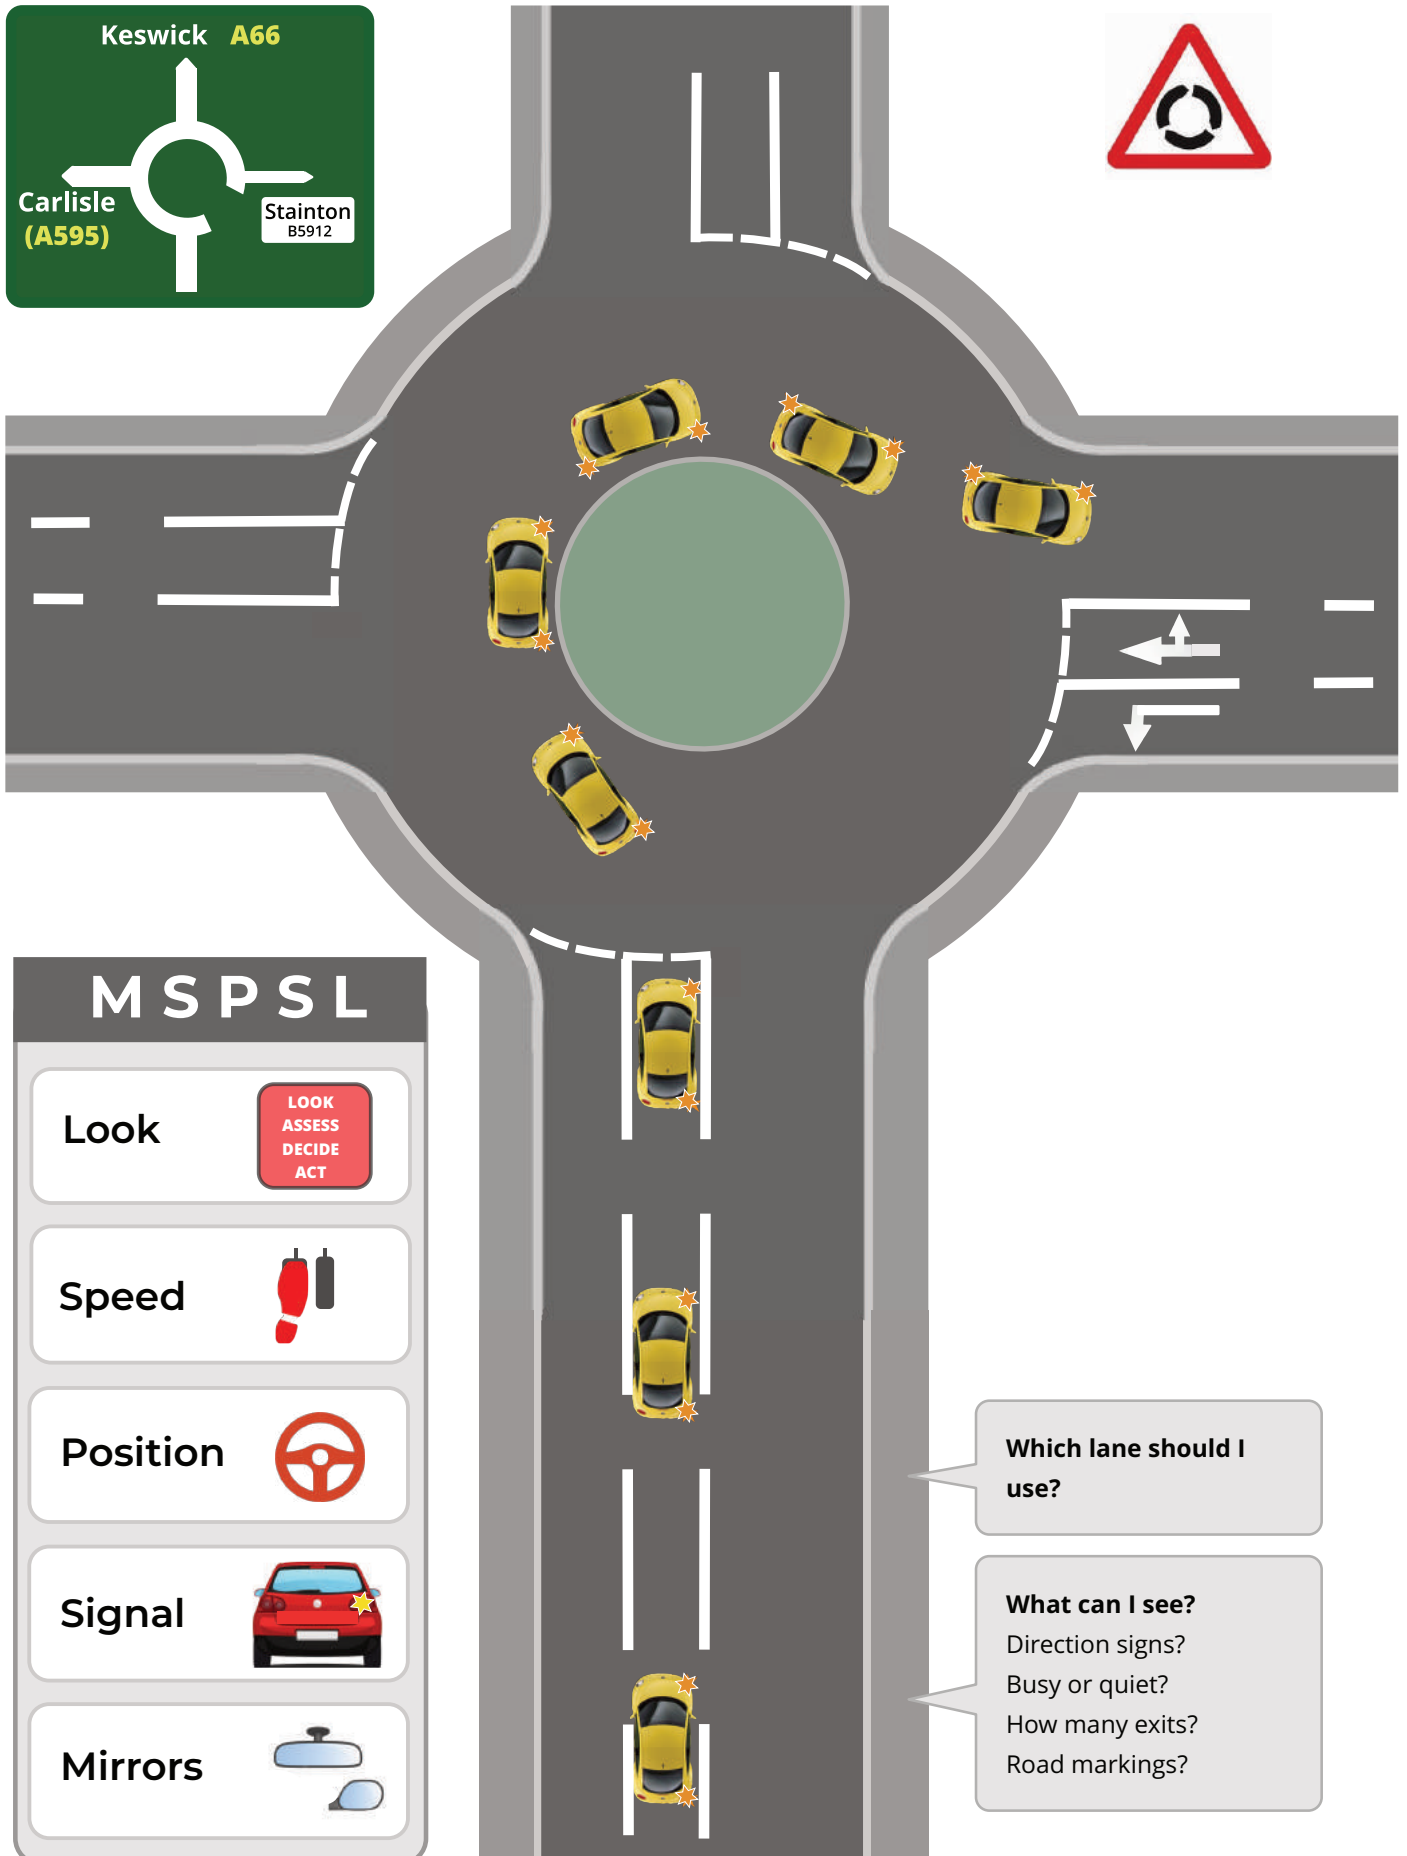 Keswick A66
Carlisle
(A595)
Stainton
B5912
MSPSL
Look
LOOK
ASSESS
DECIDE
ACT
Speed
Position
Signal
Mirrors
Which lane should I
use?
What can I see?
Direction signs?
Busy or quiet?
How many exits?
Road markings?